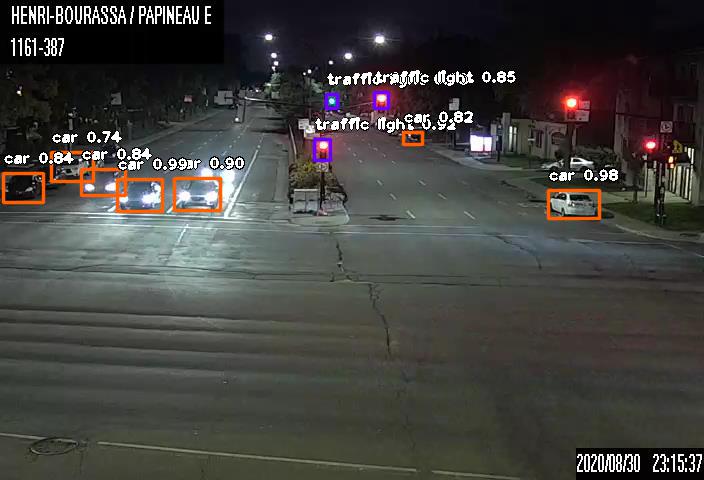 HENRI-BOURASSA / PAPINEAU E
1161-387
traffic light 0.85
car 0.82
traffic light 0.92
car 0.74
car 0.84
car 0.84
car 0.99
car 0.90
car 0.98
2020/08/30 23:15:37